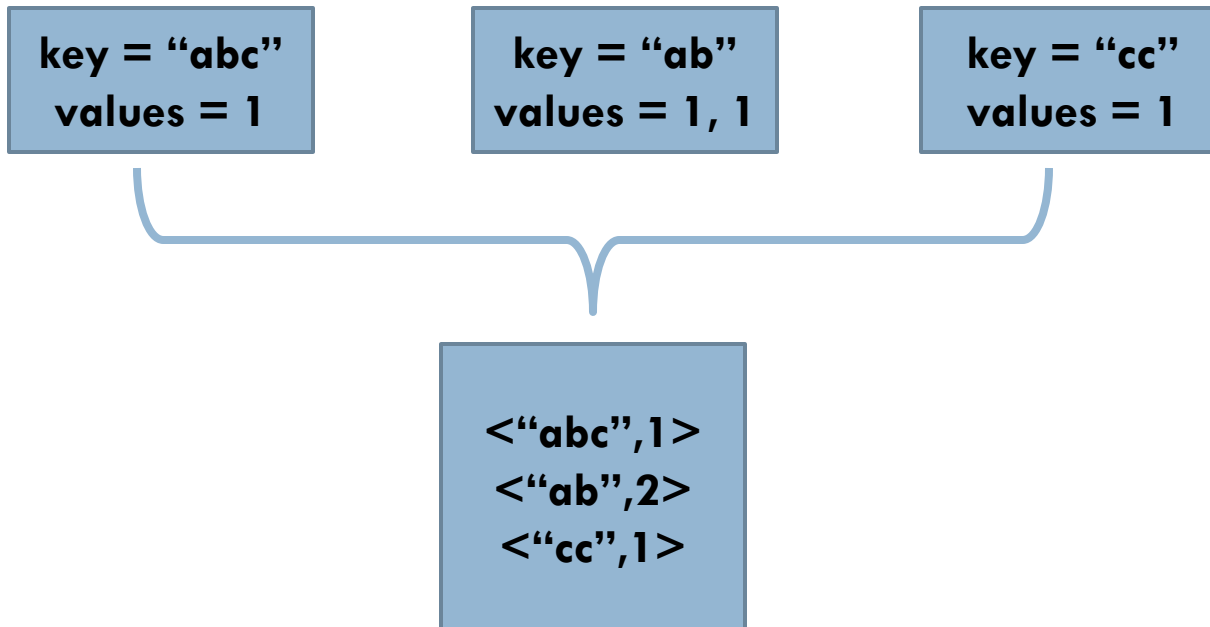 key = “abc”
values = 1
key = “ab”
values = 1, 1
key = “cc”
values = 1
<“abc”,1>
<“ab”,2>
<“cc”,1>